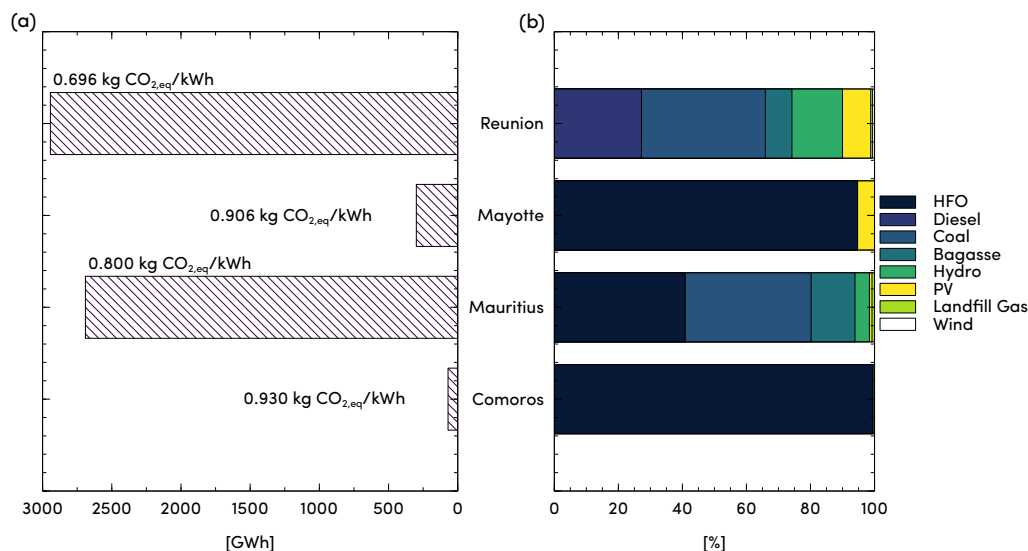 (a)
0.696 kg CO2,eq/kWh
0.906 kg CO2,eq/kWh
0.800 kg CO2,eq/kWh
0.930 kg CO2,eq/kWh
3000 2500 2000 1500 1000 500 0
[GWh]
Reunion
Mayotte
Mauritius
Comoros
(b)
0 20 40 60 80 100
[%]
HFO
Diesel
Coal
Bagasse
Hydro
PV
Landfill Gas
Wind